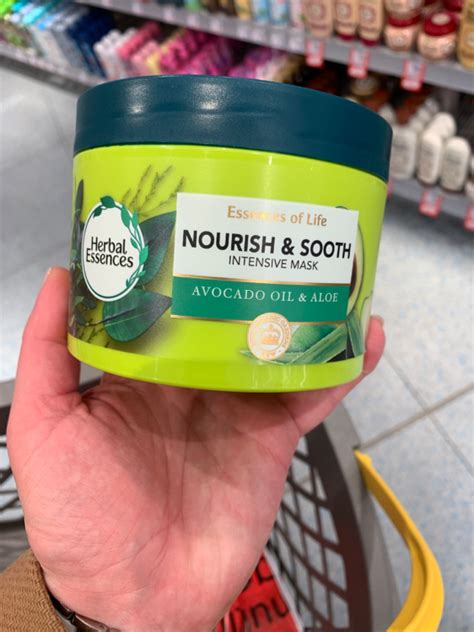 Essences of Life
NOURISH & SOOTH
INTENSIVE MASK
AVOCADO OIL & ALOE
Herbal
Essences